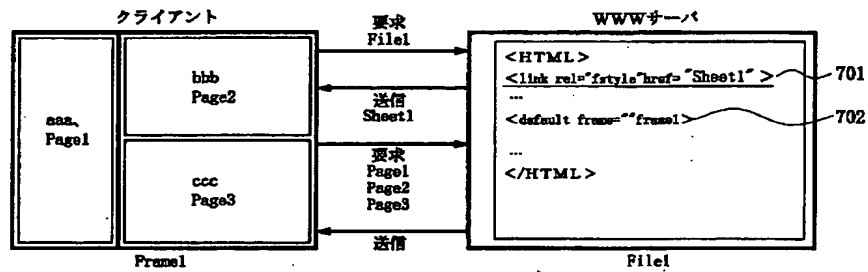 クライアント
aaa、
Page1
bbb
Page2
ccc
Page3
Frame1
要求
File1
送信
Sheet1
要求
Page1
Page2
Page3
送信
WWWサーバ
<HTML>
<link rel="fstyle"href= "Sheet1" >
...
<default frame=""frame1>
...
</HTML>
File1
701
702